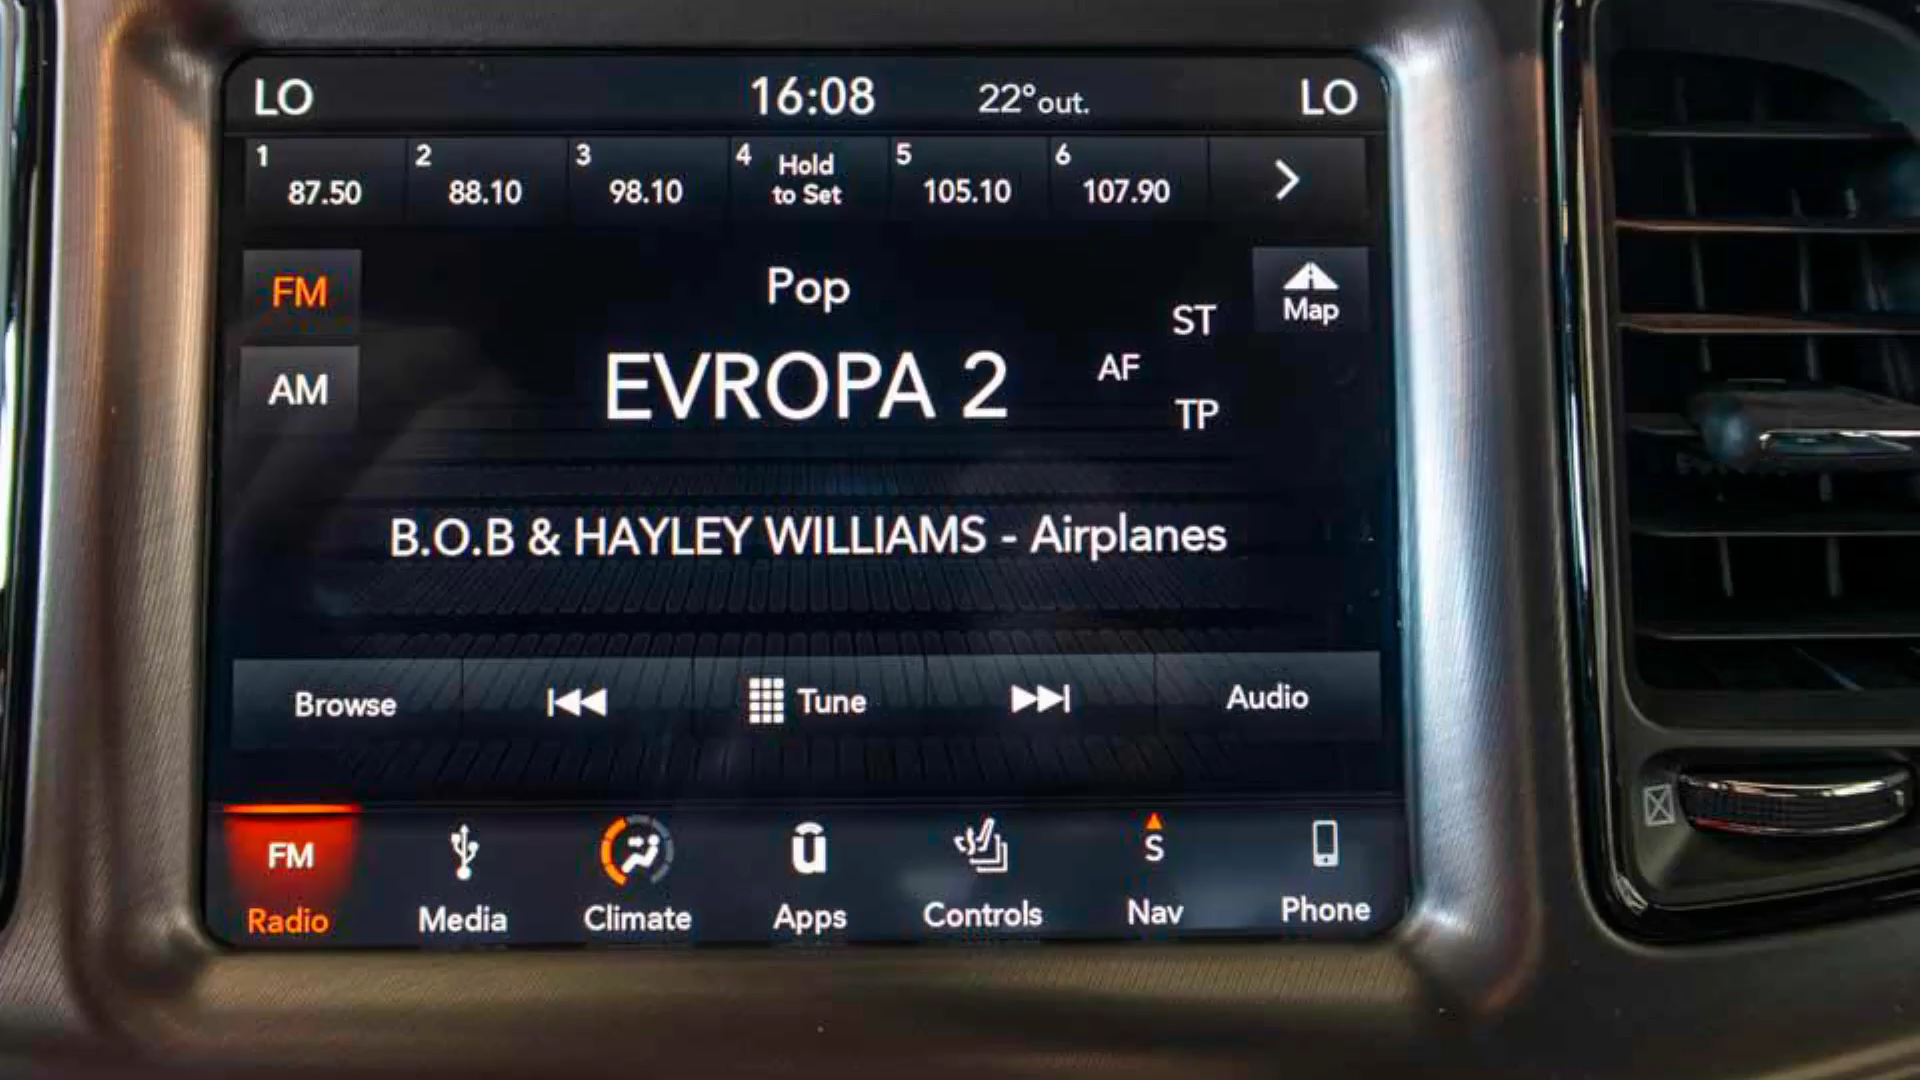 LO 16:08 22°out. LO
1 87.50
2 88.10
3 98.10
4 Hold
to Set
5 105.10
6 107.90
FM
AM
Pop
EVROPA 2
ST
AF
TP
Map
B.O.B & HAYLEY WILLIAMS - Airplanes
Browse Tune Audio
FM
Radio
Media
Climate
Apps
Controls
S
Nav
Phone